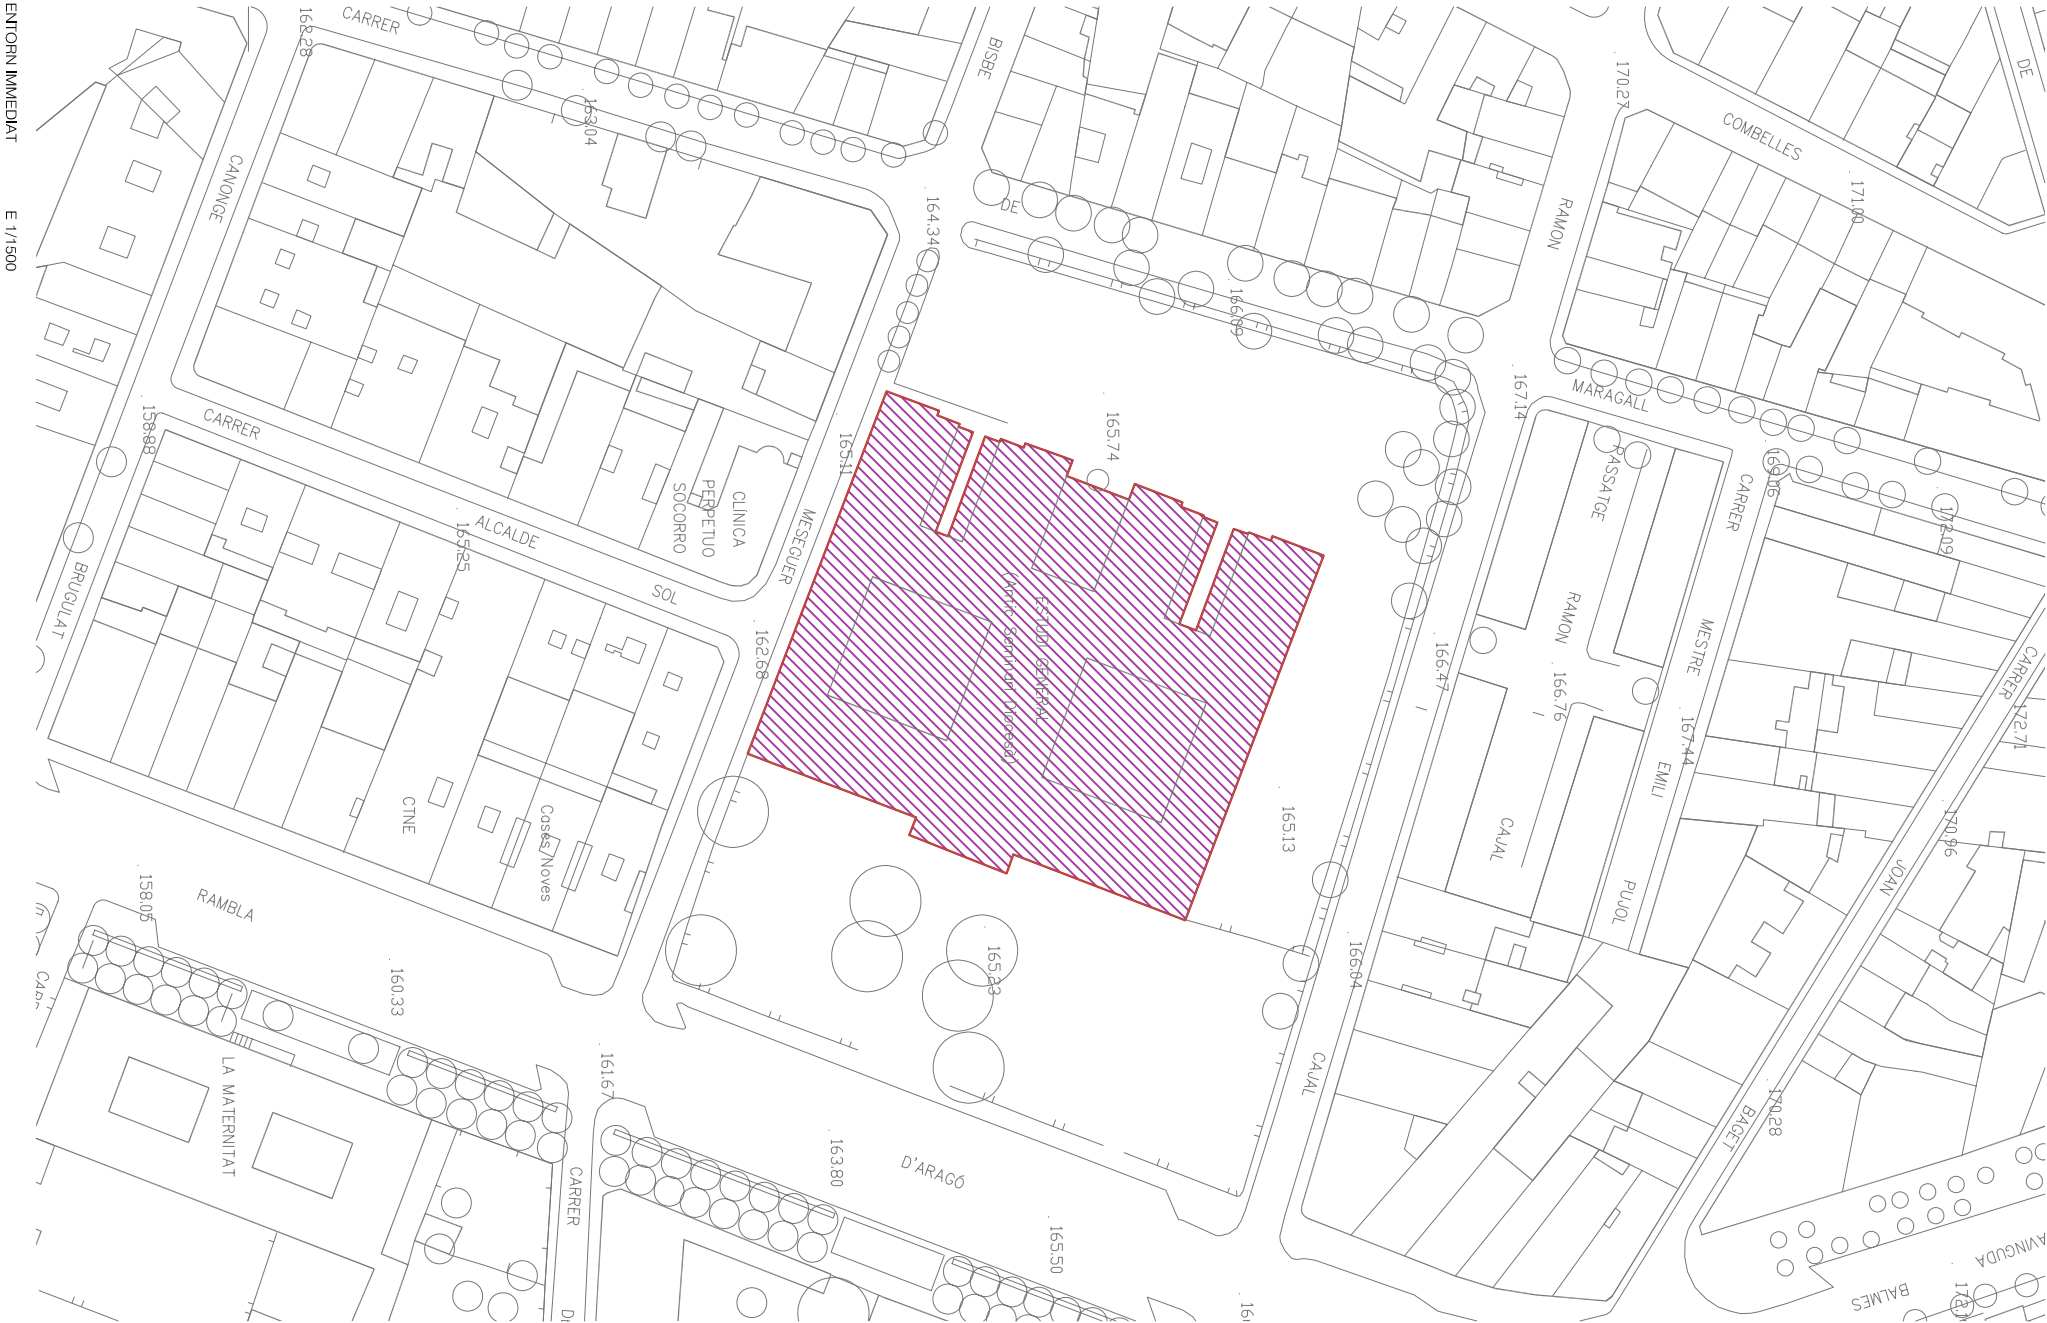 ENTORN IMMEDIAT
E 1/1500
CARRER
162.28
163.04
BISBE
DE
164.34
166.09
RAMON
170.27
COMBELLES
DE
171.00
MARAGALL
167.14
CANONGE
158.88
CARRER
ALCALDE
SOL
165.25
CLÍNICA
PERPETUO
SOCORRO
165.11
MESEGUER
162.68
165.74
ESTUDI GENERAL
(Antic Seminari Diocesà)
PASSATGE
RAMON
CAJAL
166.76
166.47
CARRER
MESTRE
EMILI
PUJOL
169.06
167.44
172.09
CARRER
172.71
JOAN
BAGET
170.96
170.28
BRUGULAT
CTNE
Cases Noves
165.13
166.04
CAJAL
RAMBLA
158.05
160.33
165.23
LA MATERNITAT
161.67
CARRER
163.80
D'ARAGÓ
165.50
AVINGUDA
BALMES